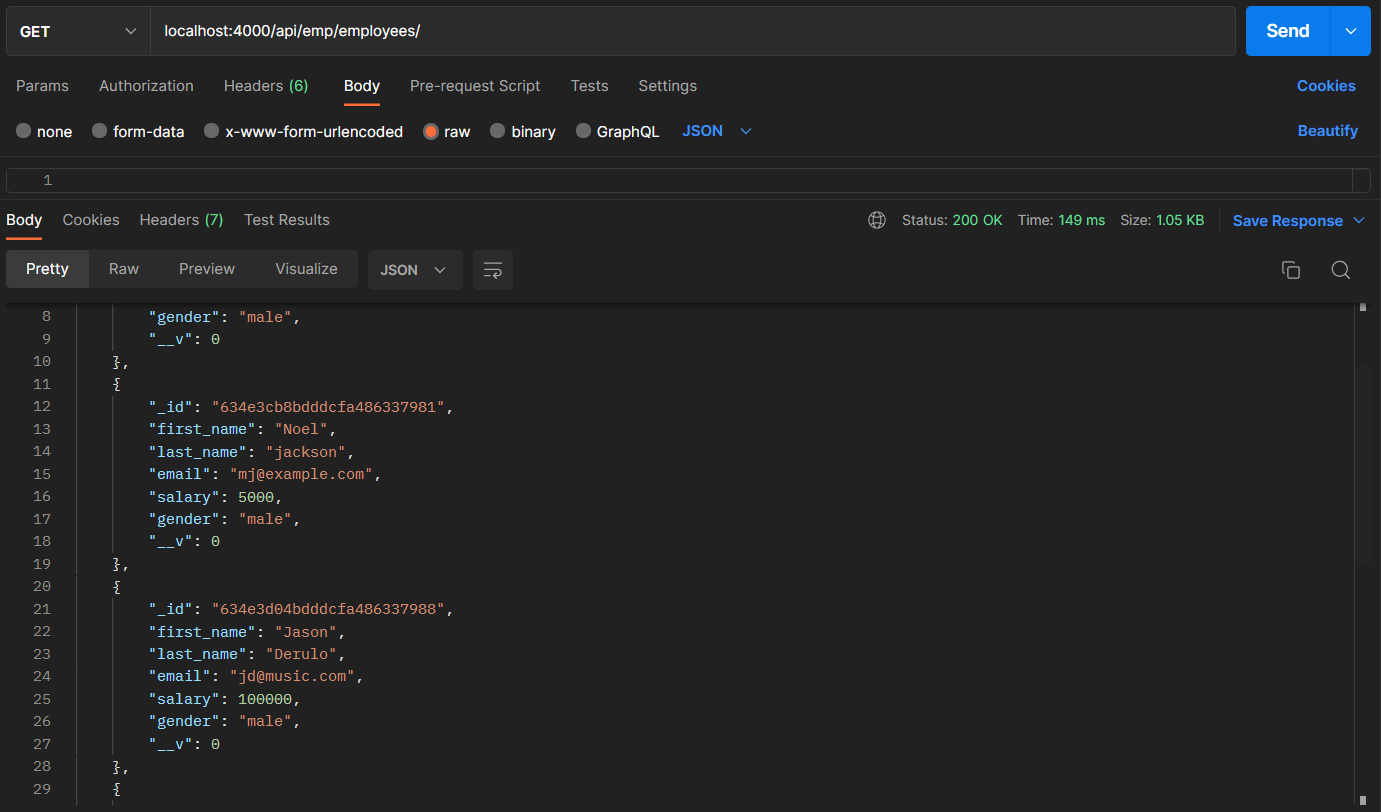 GET localhost:4000/api/emp/employees/ Send
Params Authorization Headers (6) Body Pre-request Script Tests Settings Cookies
none form-data x-www-form-urlencoded raw binary GraphQL JSON Beautify
1
Body Cookies Headers (7) Test Results Status: 200 OK Time: 149 ms Size: 1.05 KB Save Response
Pretty Raw Preview Visualize JSON
8 "gender": "male",
9 "__v": 0
10 },
11 {
12 "_id": "634e3cb8bdddcfa486337981",
13 "first_name": "Noel",
14 "last_name": "jackson",
15 "email": "mj@example.com",
16 "salary": 5000,
17 "gender": "male",
18 "__v": 0
19 },
20 {
21 "_id": "634e3d04bdddcfa486337988",
22 "first_name": "Jason",
23 "last_name": "Derulo",
24 "email": "jd@music.com",
25 "salary": 100000,
26 "gender": "male",
27 "__v": 0
28 },
29 {